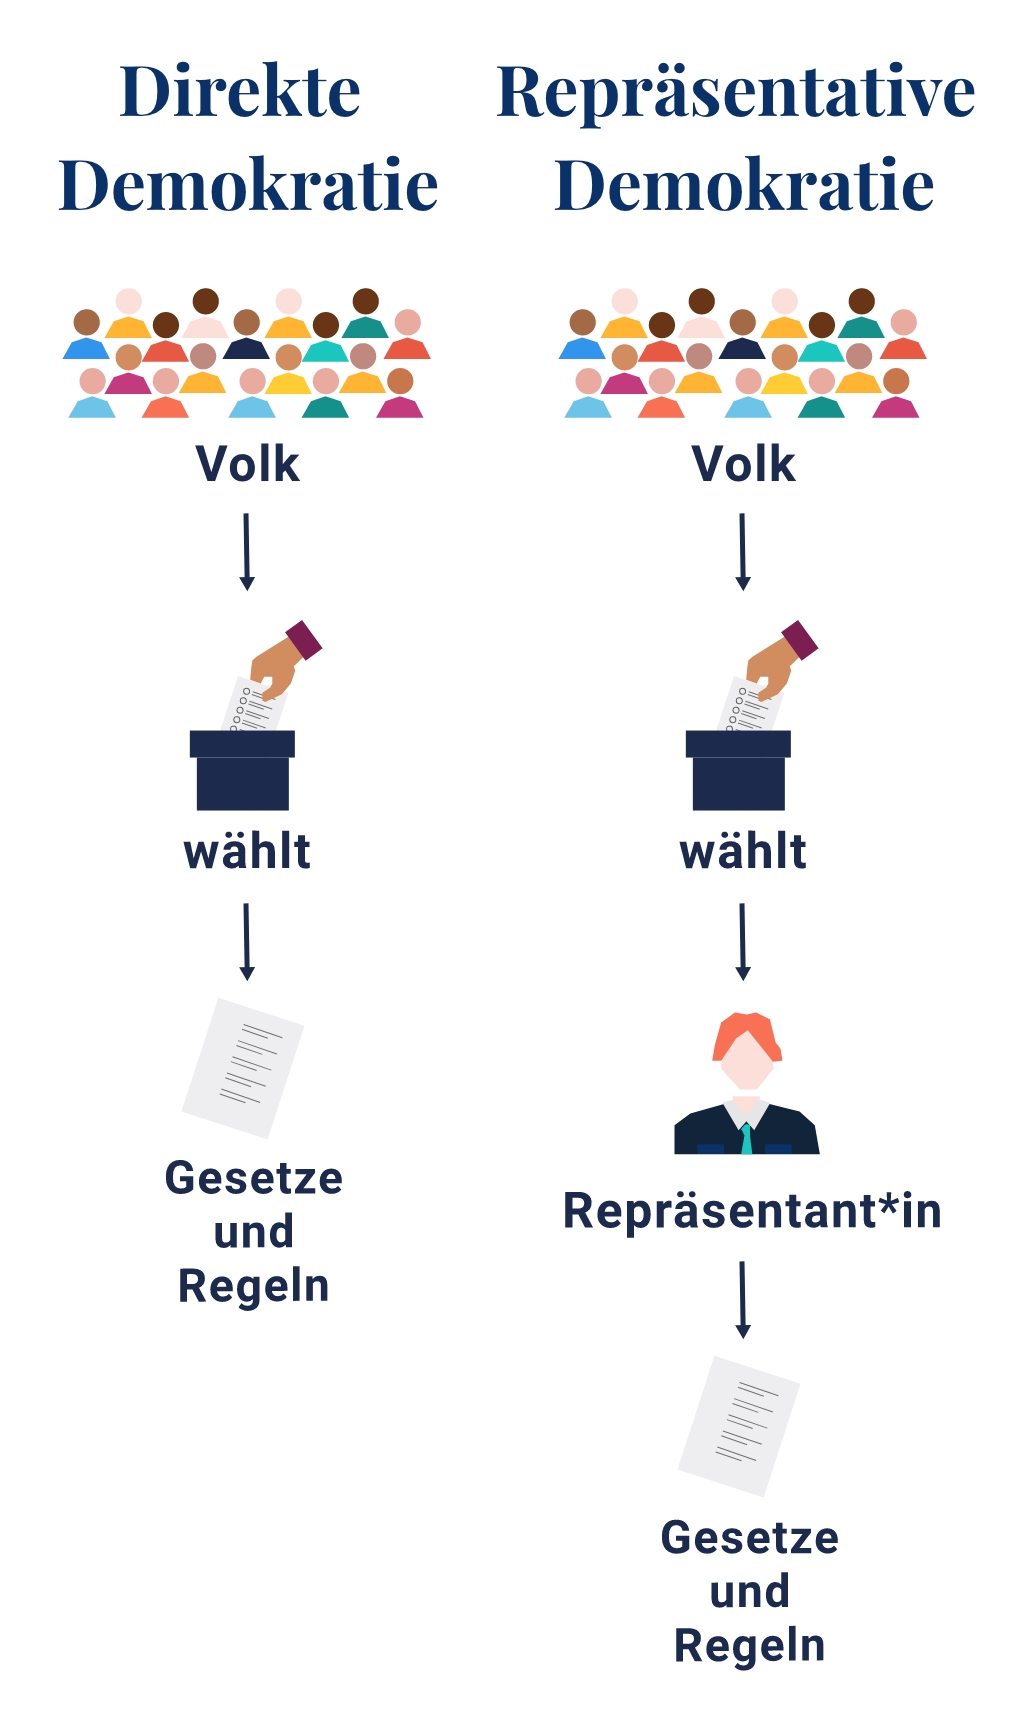 Direkte
Demokratie
Volk
wählt
Gesetze
und
Regeln
Repräsentative
Demokratie
Volk
wählt
Repräsentant*in
Gesetze
und
Regeln